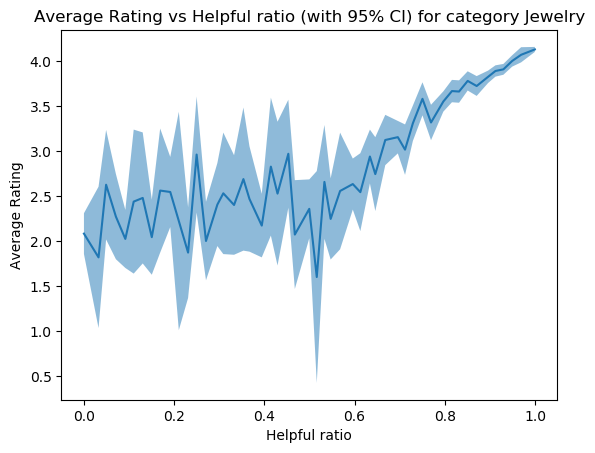 Average Rating vs Helpful ratio (with 95% CI) for category Jewelry
4.0
3.5
3.0
2.5
2.0
1.5
1.0
0.5
Average Rating
0.0 0.2 0.4 0.6 0.8 1.0
Helpful ratio